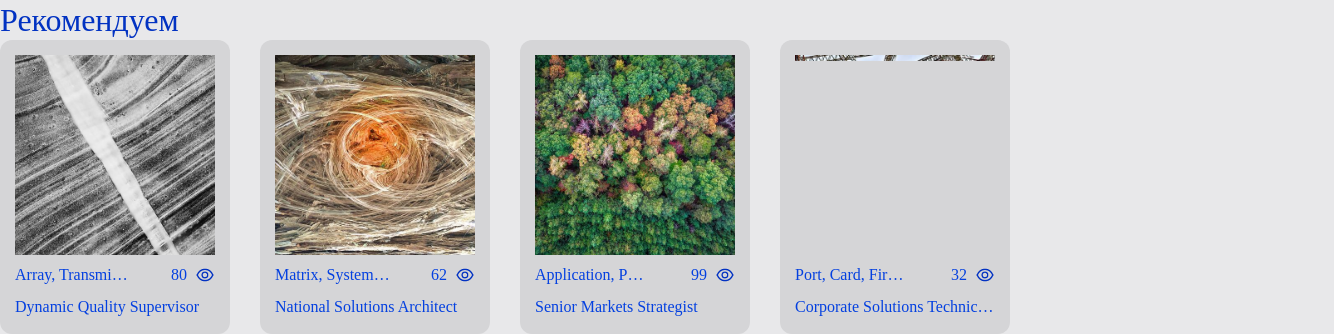 Рекомендуем
Array, Transmi… 80
Dynamic Quality Supervisor
Matrix, System… 62
National Solutions Architect
Application, P… 99
Senior Markets Strategist
Port, Card, Fir… 32
Corporate Solutions Technic…